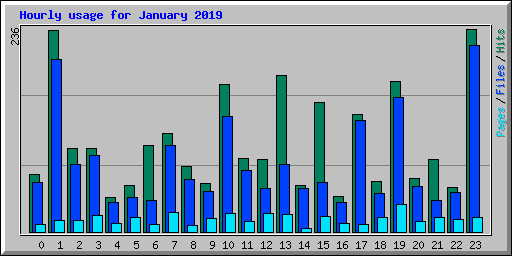 Hourly usage for January 2019
236
Pages / Files / Hits
0 1 2 3 4 5 6 7 8 9 10 11 12 13 14 15 16 17 18 19 20 21 22 23